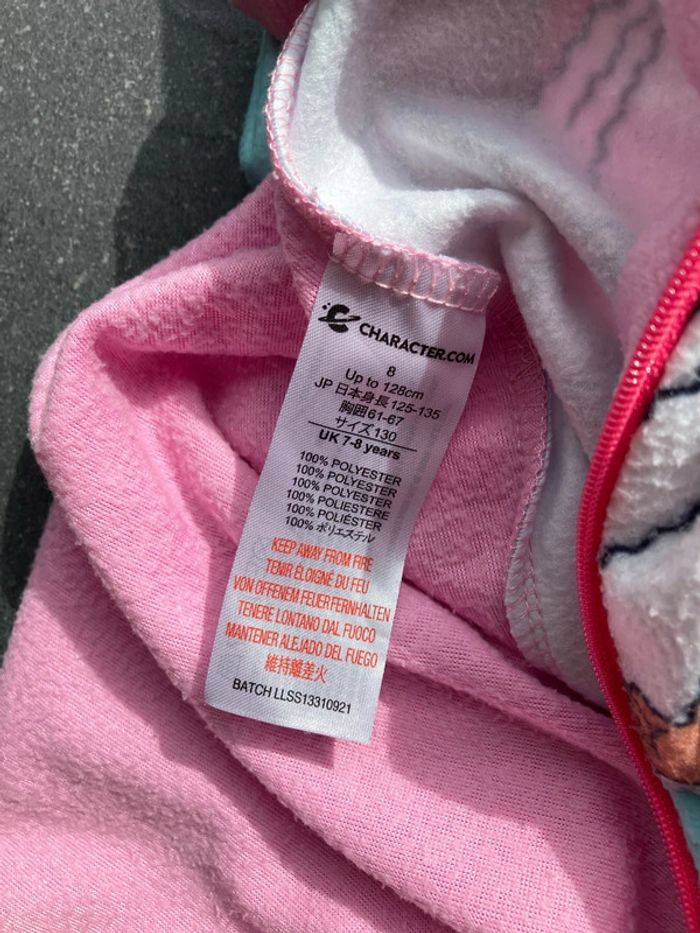 CHARACTER.COM
8
Up to 128cm
JP 日本身長 125-135
胸囲 61-67
サイズ 130
UK 7-8 years
100% POLYESTER
100% POLYESTER
100% POLYESTER
100% POLIESTERE
100% POLIÉSTER
100% ポリエステル
KEEP AWAY FROM FIRE
TENIR ÉLOIGNÉ DU FEU
VON OFFENEM FEUER FERNHALTEN
TENERE LONTANO DAL FUOCO
MANTENER ALEJADO DEL FUEGO
維持離差火
BATCH LLSS13310921